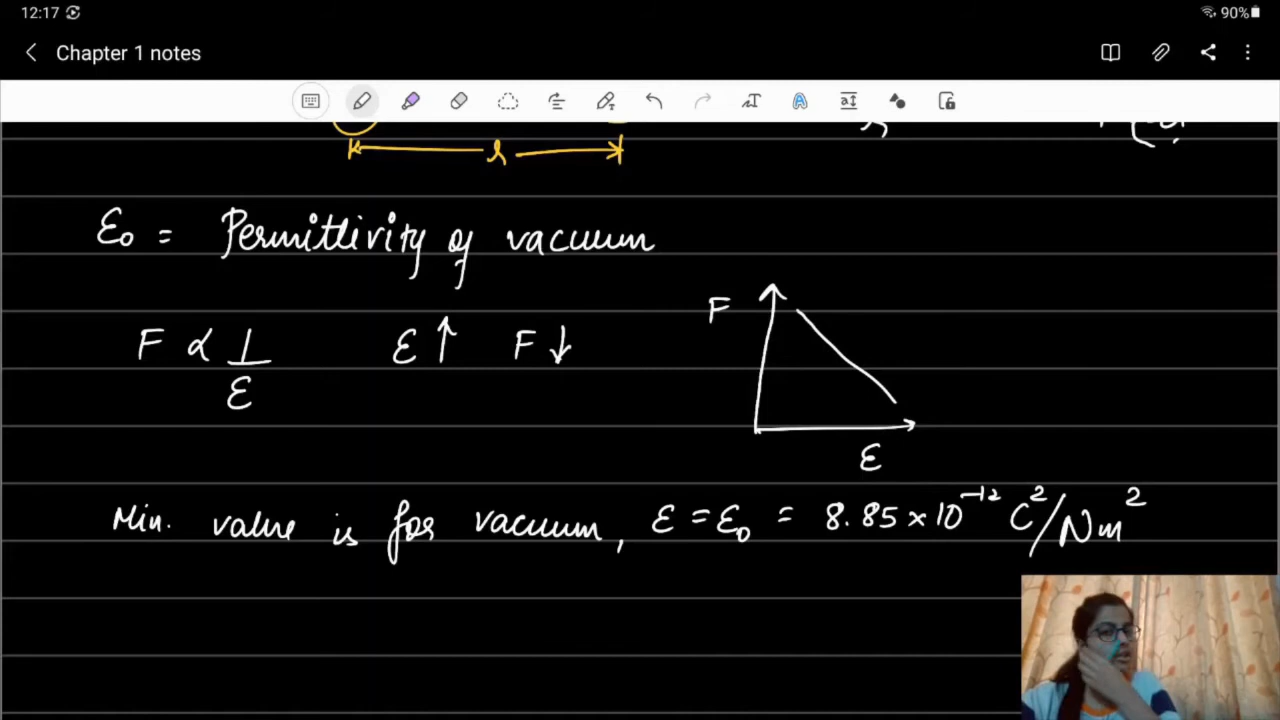 12:17
90%
Chapter 1 notes
r
ε₀ = Permittivity of vacuum
F ∝ 1/ε ε ↑ F ↓
F
ε
Min. value is for vacuum, ε = ε₀ = 8.85 × 10⁻¹² C²/Nm²